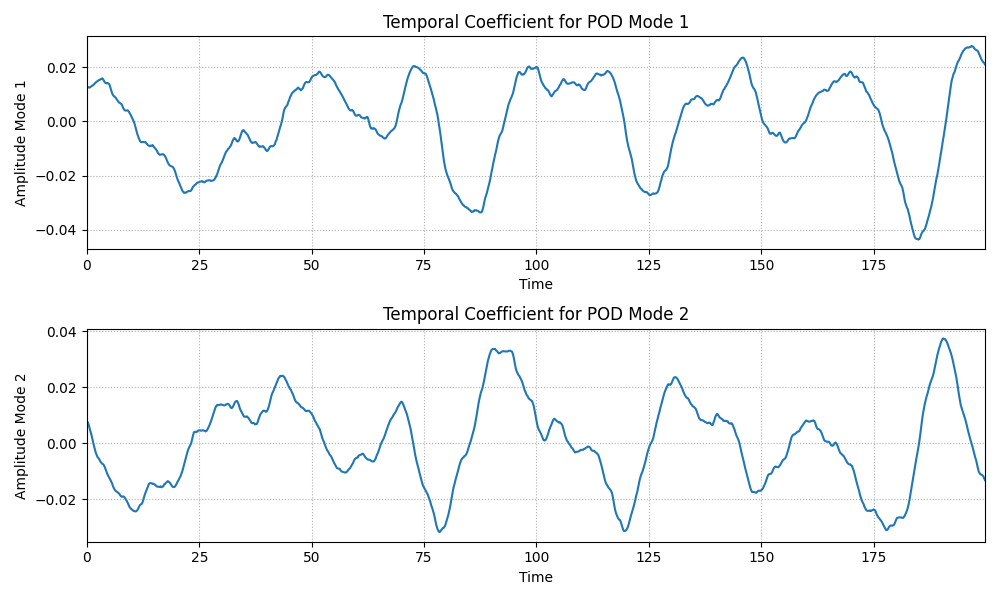 Temporal Coefficient for POD Mode 1
Amplitude Mode 1
0.02
0.00
−0.02
−0.04
0 25 50 75 100 125 150 175
Time
Temporal Coefficient for POD Mode 2
Amplitude Mode 2
0.04
0.02
0.00
−0.02
0 25 50 75 100 125 150 175
Time